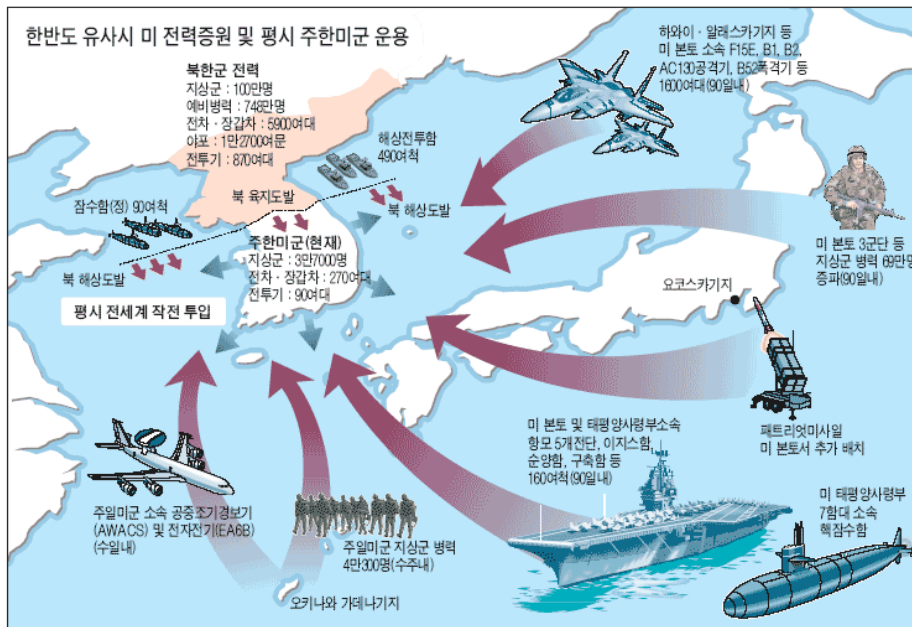 한반도 유사시 미 전력증원 및 평시 주한미군 운용
북한군 전력
지상군 : 100만명
예비병력 : 748만명
전차·장갑차 : 5900여대
야포 : 1만2700여문
전투기 : 870여대
해상전투함
490여척
하와이·알래스카기지 등
미 본토 소속 F15E, B1, B2,
AC130공격기, B52폭격기 등
1600여대(90일내)
북 육지도발
북 해상도발
잠수함(정) 90여척
북 해상도발
주한미군(현재)
지상군 : 3만7000명
전차·장갑차 : 270여대
전투기 : 90여대
평시 전세계 작전 투입
미 본토 3군단 등
지상군 병력 69만명
증파(90일내)
요코스카기지
패트리엇미사일
미 본토서 추가 배치
미 본토 및 태평양사령부소속
항모 5개전단, 이지스함,
순양함, 구축함 등
160여척(90일내)
미 태평양사령부
7함대 소속
핵잠수함
주일미군 소속 공중조기경보기
(AWACS) 및 전자전기(EA6B)
(수일내)
주일미군 지상군 병력
4만300명(수주내)
오키나와 가데나기지